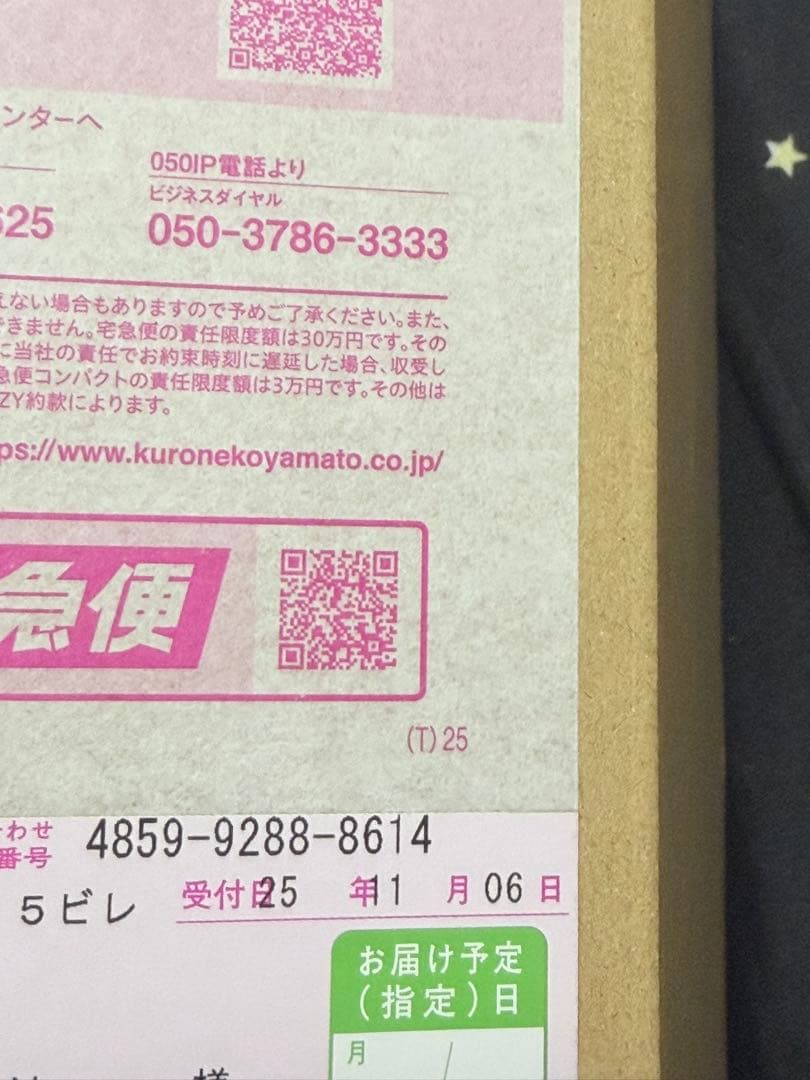 ンターへ
050IP電話より
ビジネスダイヤル
625
050-3786-3333
えない場合もありますので予めご了承ください。また、
できません。宅急便の責任限度額は30万円です。その
に当社の責任でお約束時刻に遅延した場合、収受し
急便コンパクトの責任限度額は3万円です。その他は
ZY約款によります。
ps://www.kuronekoyamato.co.jp/
急便
(T)25
わせ
番号
4859-9288-8614
5ビレ
受付日25 年11 月06日
お届け予定
(指定)日
月 /
様